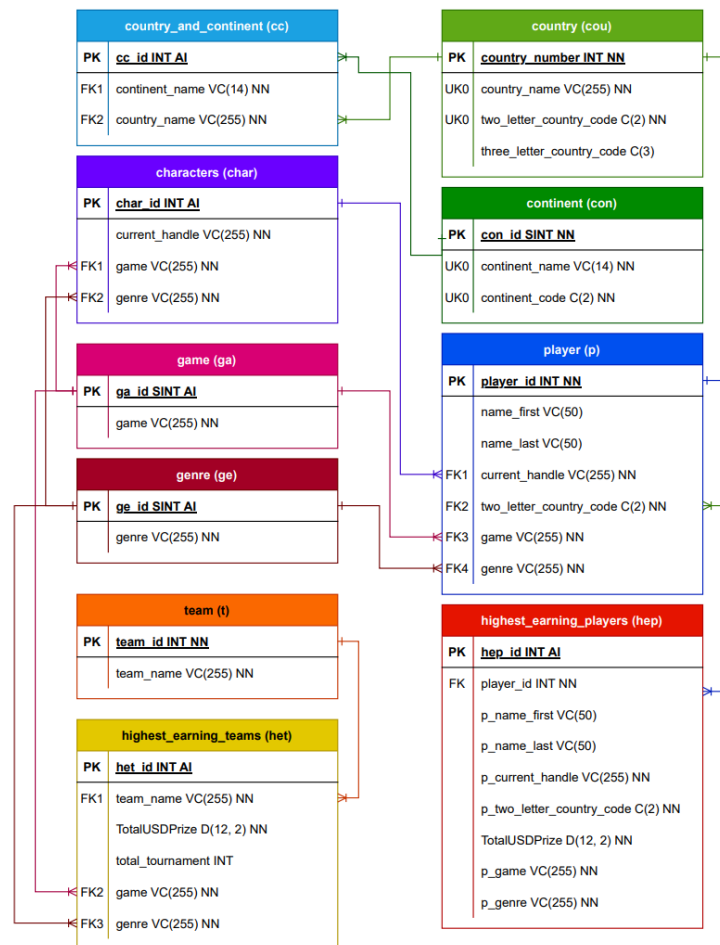 country_and_continent (cc)
PK cc_id INT AI
FK1 continent_name VC(14) NN
FK2 country_name VC(255) NN
country (cou)
PK country_number INT NN
UK0 country_name VC(255) NN
UK0 two_letter_country_code C(2) NN
three_letter_country_code C(3)
characters (char)
PK char_id INT AI
current_handle VC(255) NN
FK1 game VC(255) NN
FK2 genre VC(255) NN
continent (con)
PK con_id SINT NN
UK0 continent_name VC(14) NN
UK0 continent_code C(2) NN
game (ga)
PK ga_id SINT AI
game VC(255) NN
player (p)
PK player_id INT NN
name_first VC(50)
name_last VC(50)
FK1 current_handle VC(255) NN
FK2 two_letter_country_code C(2) NN
FK3 game VC(255) NN
FK4 genre VC(255) NN
genre (ge)
PK ge_id SINT AI
genre VC(255) NN
team (t)
PK team_id INT NN
team_name VC(255) NN
highest_earning_players (hep)
PK hep_id INT AI
FK player_id INT NN
p_name_first VC(50)
p_name_last VC(50)
p_current_handle VC(255) NN
p_two_letter_country_code C(2) NN
TotalUSDPrize D(12, 2) NN
p_game VC(255) NN
p_genre VC(255) NN
highest_earning_teams (het)
PK het_id INT AI
FK1 team_name VC(255) NN
TotalUSDPrize D(12, 2) NN
total_tournament INT
FK2 game VC(255) NN
FK3 genre VC(255) NN